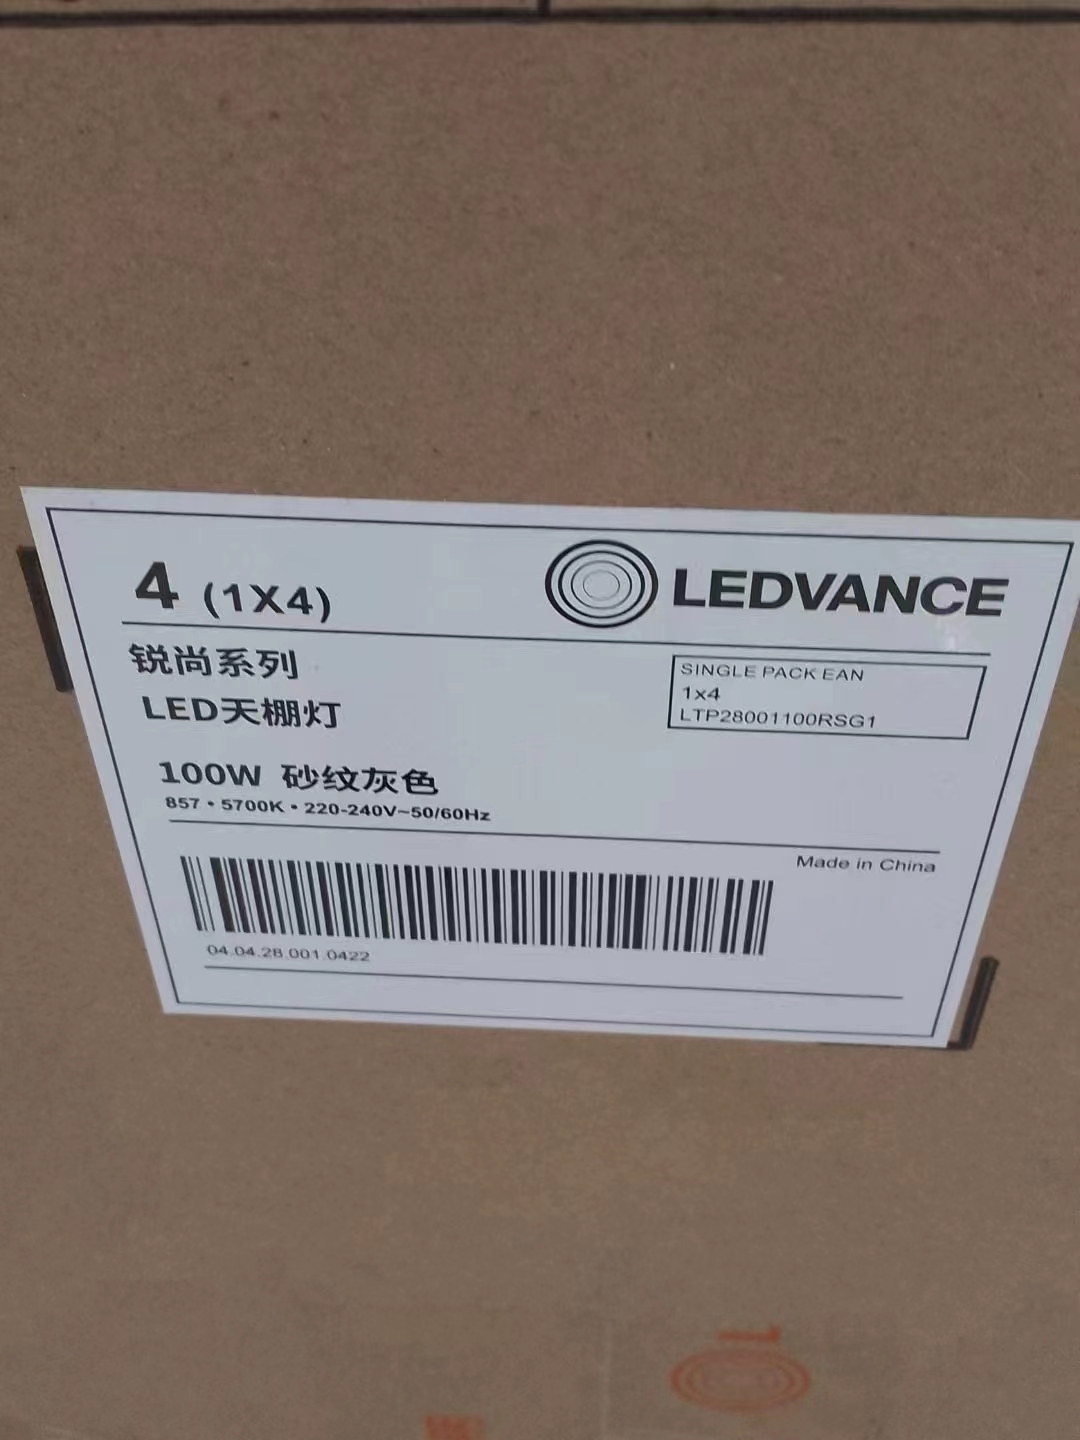 4 (1X4)
LEDVANCE
锐尚系列
LED天棚灯
SINGLE PACK EAN
1x4
LTP28001100RSG1
100W 砂纹灰色
857 • 5700K • 220-240V~50/60Hz
Made in China
04.04.28.001.0422